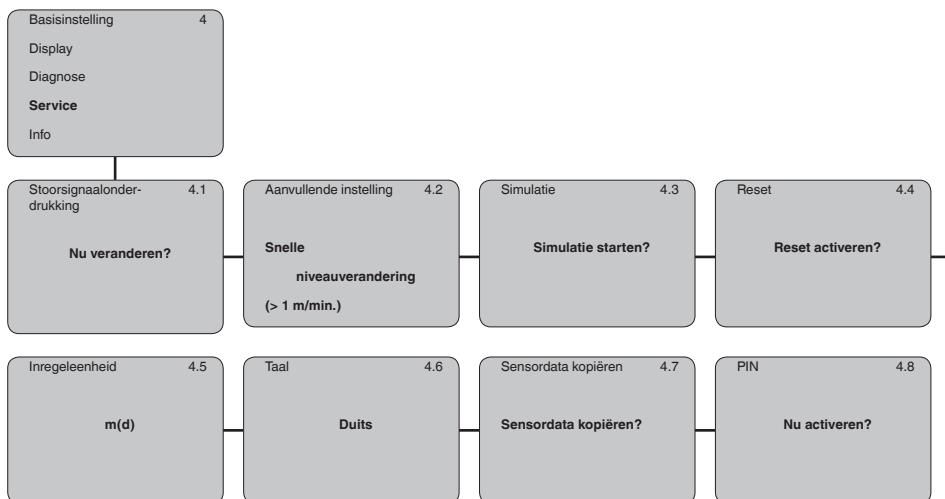 Basisinstelling 4
Display
Diagnose
Service
Info
Stoorsignaalonder- 4.1
drukking
Nu veranderen?
Aanvullende instelling 4.2
Snelle
niveauverandering
(> 1 m/min.)
Simulatie 4.3
Simulatie starten?
Reset 4.4
Reset activeren?
Inregeleenheid 4.5
m(d)
Taal 4.6
Duits
Sensordata kopiëren 4.7
Sensordata kopiëren?
PIN 4.8
Nu activeren?